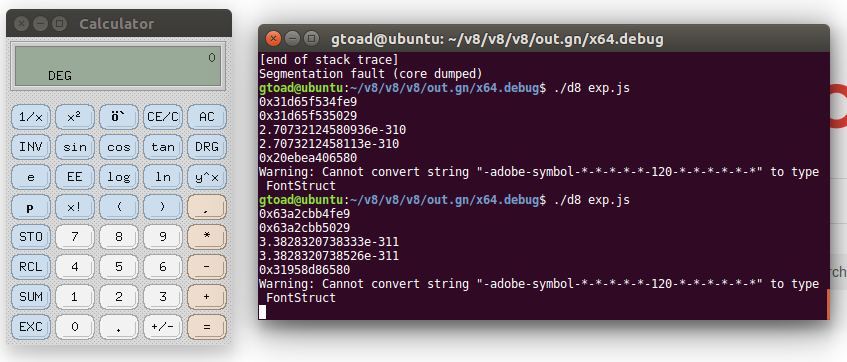 Calculator
0
DEG
1/x x² Ö` CE/C AC
INV sin cos tan DRG
e EE log ln y^x
p x! ( ) ,
STO 7 8 9 *
RCL 4 5 6 -
SUM 1 2 3 +
EXC 0 . +/- =
gtoad@ubuntu: ~/v8/v8/v8/out.gn/x64.debug
[end of stack trace]
Segmentation fault (core dumped)
gtoad@ubuntu:~/v8/v8/v8/out.gn/x64.debug$ ./d8 exp.js
0x31d65f534fe9
0x31d65f535029
2.70732124580936e-310
2.7073212458113e-310
0x20ebea406580
Warning: Cannot convert string "-adobe-symbol-*-*-*-*-*-120-*-*-*-*-*-*" to type
 FontStruct
gtoad@ubuntu:~/v8/v8/v8/out.gn/x64.debug$ ./d8 exp.js
0x63a2cbb4fe9
0x63a2cbb5029
3.3828320738333e-311
3.3828320738526e-311
0x31958d86580
Warning: Cannot convert string "-adobe-symbol-*-*-*-*-*-120-*-*-*-*-*-*" to type
 FontStruct
rch